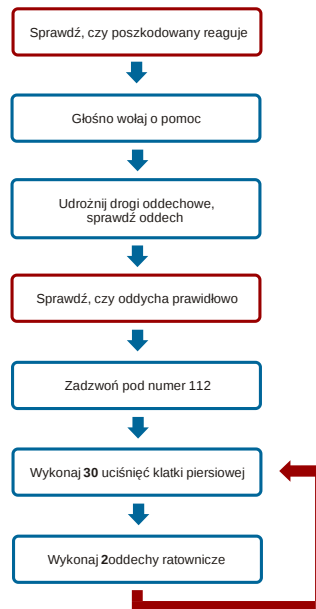 Sprawdź, czy poszkodowany reaguje
Głośno wołaj o pomoc
Udrożnij drogi oddechowe,
sprawdź oddech
Sprawdź, czy oddycha prawidłowo
Zadzwoń pod numer 112
Wykonaj 30 uciśnięć klatki piersiowej
Wykonaj 2oddechy ratownicze